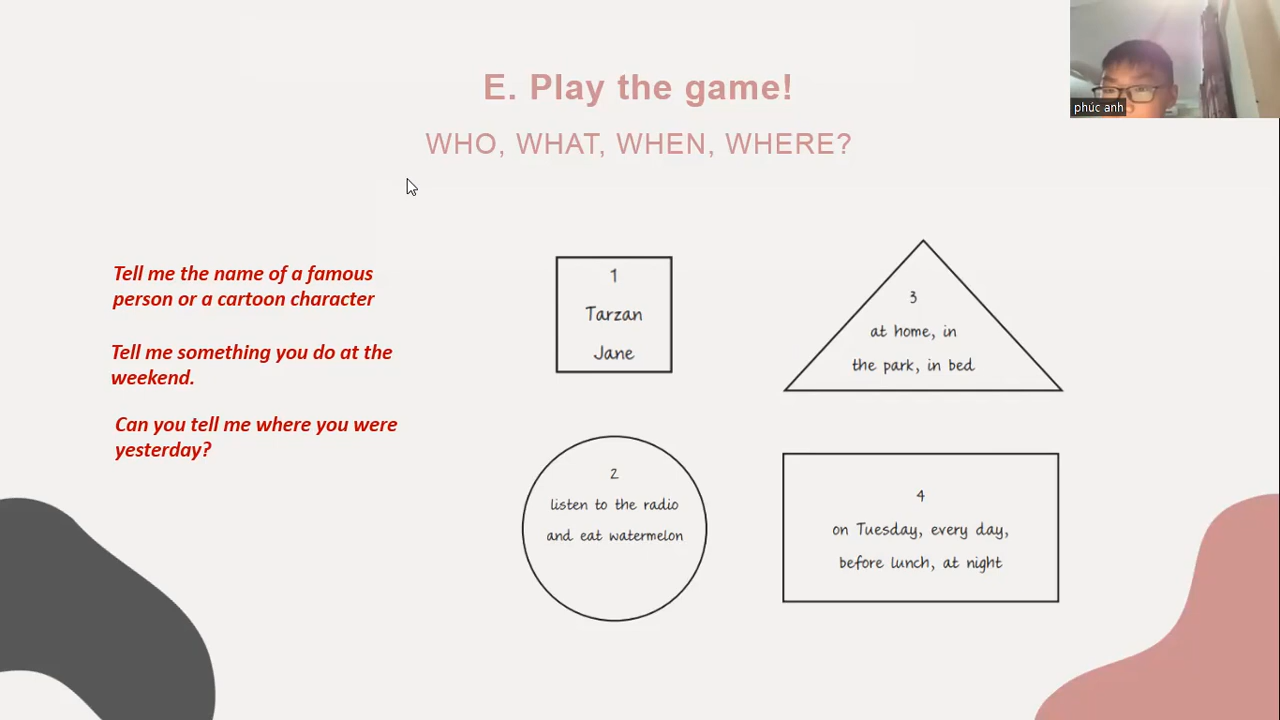 E. Play the game!
WHO, WHAT, WHEN, WHERE?
phúc anh
Tell me the name of a famous
person or a cartoon character
Tell me something you do at the
weekend.
Can you tell me where you were
yesterday?
1
Tarzan
Jane
3
at home, in
the park, in bed
2
listen to the radio
and eat watermelon
4
on Tuesday, every day,
before lunch, at night